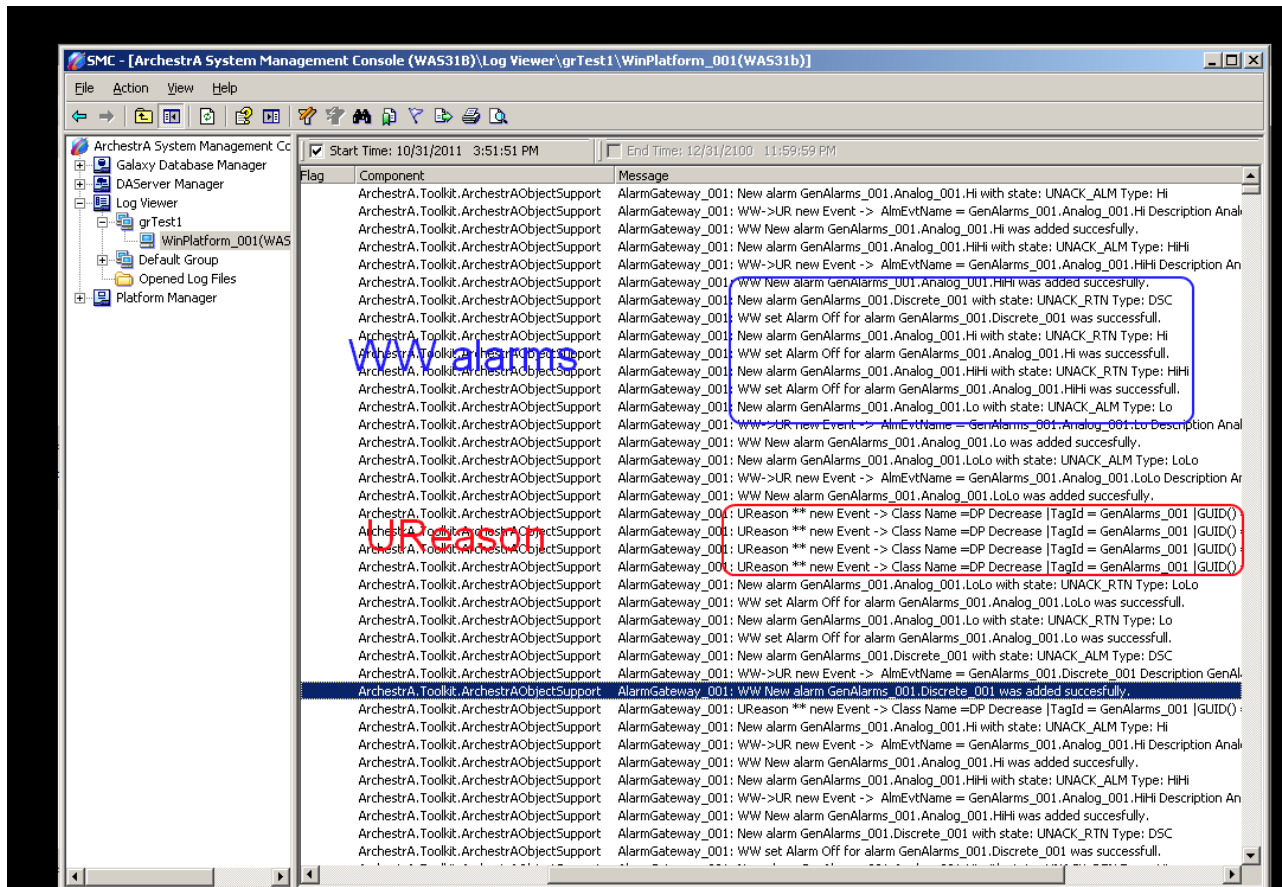 SMC - [ArchestrA System Management Console (WAS31B)\Log Viewer\grTest1\WinPlatform_001(WAS31b)]
File Action View Help
ArchestrA System Management Co
Galaxy Database Manager
DAServer Manager
Log Viewer
grTest1
WinPlatform_001(WAS
Default Group
Opened Log Files
Platform Manager
Start Time: 10/31/2011 3:51:51 PM End Time: 12/31/2100 11:59:59 PM
Flag Component Message
ArchestrA.Toolkit.ArchestrAObjectSupport AlarmGateway_001: New alarm GenAlarms_001.Analog_001.Hi with state: UNACK_ALM Type: Hi
ArchestrA.Toolkit.ArchestrAObjectSupport AlarmGateway_001: WW->UR new Event -> AlmEvtName = GenAlarms_001.Analog_001.Hi Description Anal
ArchestrA.Toolkit.ArchestrAObjectSupport AlarmGateway_001: WW New alarm GenAlarms_001.Analog_001.Hi was added succesfully.
ArchestrA.Toolkit.ArchestrAObjectSupport AlarmGateway_001: New alarm GenAlarms_001.Analog_001.HiHi with state: UNACK_ALM Type: HiHi
ArchestrA.Toolkit.ArchestrAObjectSupport AlarmGateway_001: WW->UR new Event -> AlmEvtName = GenAlarms_001.Analog_001.HiHi Description An
ArchestrA.Toolkit.ArchestrAObjectSupport AlarmGateway_001: WW New alarm GenAlarms_001.Analog_001.HiHi was added succesfully.
ArchestrA.Toolkit.ArchestrAObjectSupport AlarmGateway_001: New alarm GenAlarms_001.Discrete_001 with state: UNACK_RTN Type: DSC
ArchestrA.Toolkit.ArchestrAObjectSupport AlarmGateway_001: WW set Alarm Off for alarm GenAlarms_001.Discrete_001 was successfull.
ArchestrA.Toolkit.ArchestrAObjectSupport AlarmGateway_001: New alarm GenAlarms_001.Analog_001.Hi with state: UNACK_RTN Type: Hi
WW alarms
ArchestrA.Toolkit.ArchestrAObjectSupport AlarmGateway_001: WW set Alarm Off for alarm GenAlarms_001.Analog_001.Hi was successfull.
ArchestrA.Toolkit.ArchestrAObjectSupport AlarmGateway_001: New alarm GenAlarms_001.Analog_001.HiHi with state: UNACK_RTN Type: HiHi
ArchestrA.Toolkit.ArchestrAObjectSupport AlarmGateway_001: WW set Alarm Off for alarm GenAlarms_001.Analog_001.HiHi was successfull.
ArchestrA.Toolkit.ArchestrAObjectSupport AlarmGateway_001: New alarm GenAlarms_001.Analog_001.Lo with state: UNACK_ALM Type: Lo
ArchestrA.Toolkit.ArchestrAObjectSupport AlarmGateway_001: WW->UR new Event -> AlmEvtName = GenAlarms_001.Analog_001.Lo Description Anal
ArchestrA.Toolkit.ArchestrAObjectSupport AlarmGateway_001: WW New alarm GenAlarms_001.Analog_001.Lo was added succesfully.
ArchestrA.Toolkit.ArchestrAObjectSupport AlarmGateway_001: New alarm GenAlarms_001.Analog_001.LoLo with state: UNACK_ALM Type: LoLo
ArchestrA.Toolkit.ArchestrAObjectSupport AlarmGateway_001: WW->UR new Event -> AlmEvtName = GenAlarms_001.Analog_001.LoLo Description Ar
ArchestrA.Toolkit.ArchestrAObjectSupport AlarmGateway_001: WW New alarm GenAlarms_001.Analog_001.LoLo was added succesfully.
ArchestrA.Toolkit.ArchestrAObjectSupport AlarmGateway_001: UReason ** new Event -> Class Name =DP Decrease |TagId = GenAlarms_001 |GUID()
UReason
ArchestrA.Toolkit.ArchestrAObjectSupport AlarmGateway_001: UReason ** new Event -> Class Name =DP Decrease |TagId = GenAlarms_001 |GUID() =
ArchestrA.Toolkit.ArchestrAObjectSupport AlarmGateway_001: UReason ** new Event -> Class Name =DP Decrease |TagId = GenAlarms_001 |GUID() =
ArchestrA.Toolkit.ArchestrAObjectSupport AlarmGateway_001: UReason ** new Event -> Class Name =DP Decrease |TagId = GenAlarms_001 |GUID()
ArchestrA.Toolkit.ArchestrAObjectSupport AlarmGateway_001: New alarm GenAlarms_001.Analog_001.LoLo with state: UNACK_RTN Type: LoLo
ArchestrA.Toolkit.ArchestrAObjectSupport AlarmGateway_001: WW set Alarm Off for alarm GenAlarms_001.Analog_001.LoLo was successfull.
ArchestrA.Toolkit.ArchestrAObjectSupport AlarmGateway_001: New alarm GenAlarms_001.Analog_001.Lo with state: UNACK_RTN Type: Lo
ArchestrA.Toolkit.ArchestrAObjectSupport AlarmGateway_001: WW set Alarm Off for alarm GenAlarms_001.Analog_001.Lo was successfull.
ArchestrA.Toolkit.ArchestrAObjectSupport AlarmGateway_001: New alarm GenAlarms_001.Discrete_001 with state: UNACK_ALM Type: DSC
ArchestrA.Toolkit.ArchestrAObjectSupport AlarmGateway_001: WW->UR new Event -> AlmEvtName = GenAlarms_001.Discrete_001 Description GenAl
ArchestrA.Toolkit.ArchestrAObjectSupport AlarmGateway_001: WW New alarm GenAlarms_001.Discrete_001 was added succesfully.
ArchestrA.Toolkit.ArchestrAObjectSupport AlarmGateway_001: UReason ** new Event -> Class Name =DP Decrease |TagId = GenAlarms_001 |GUID() =
ArchestrA.Toolkit.ArchestrAObjectSupport AlarmGateway_001: New alarm GenAlarms_001.Analog_001.Hi with state: UNACK_ALM Type: Hi
ArchestrA.Toolkit.ArchestrAObjectSupport AlarmGateway_001: WW->UR new Event -> AlmEvtName = GenAlarms_001.Analog_001.Hi Description Anal
ArchestrA.Toolkit.ArchestrAObjectSupport AlarmGateway_001: WW New alarm GenAlarms_001.Analog_001.Hi was added succesfully.
ArchestrA.Toolkit.ArchestrAObjectSupport AlarmGateway_001: New alarm GenAlarms_001.Analog_001.HiHi with state: UNACK_ALM Type: HiHi
ArchestrA.Toolkit.ArchestrAObjectSupport AlarmGateway_001: WW->UR new Event -> AlmEvtName = GenAlarms_001.Analog_001.HiHi Description An
ArchestrA.Toolkit.ArchestrAObjectSupport AlarmGateway_001: WW New alarm GenAlarms_001.Analog_001.HiHi was added succesfully.
ArchestrA.Toolkit.ArchestrAObjectSupport AlarmGateway_001: New alarm GenAlarms_001.Discrete_001 with state: UNACK_RTN Type: DSC
ArchestrA.Toolkit.ArchestrAObjectSupport AlarmGateway_001: WW set Alarm Off for alarm GenAlarms_001.Discrete_001 was successfull.